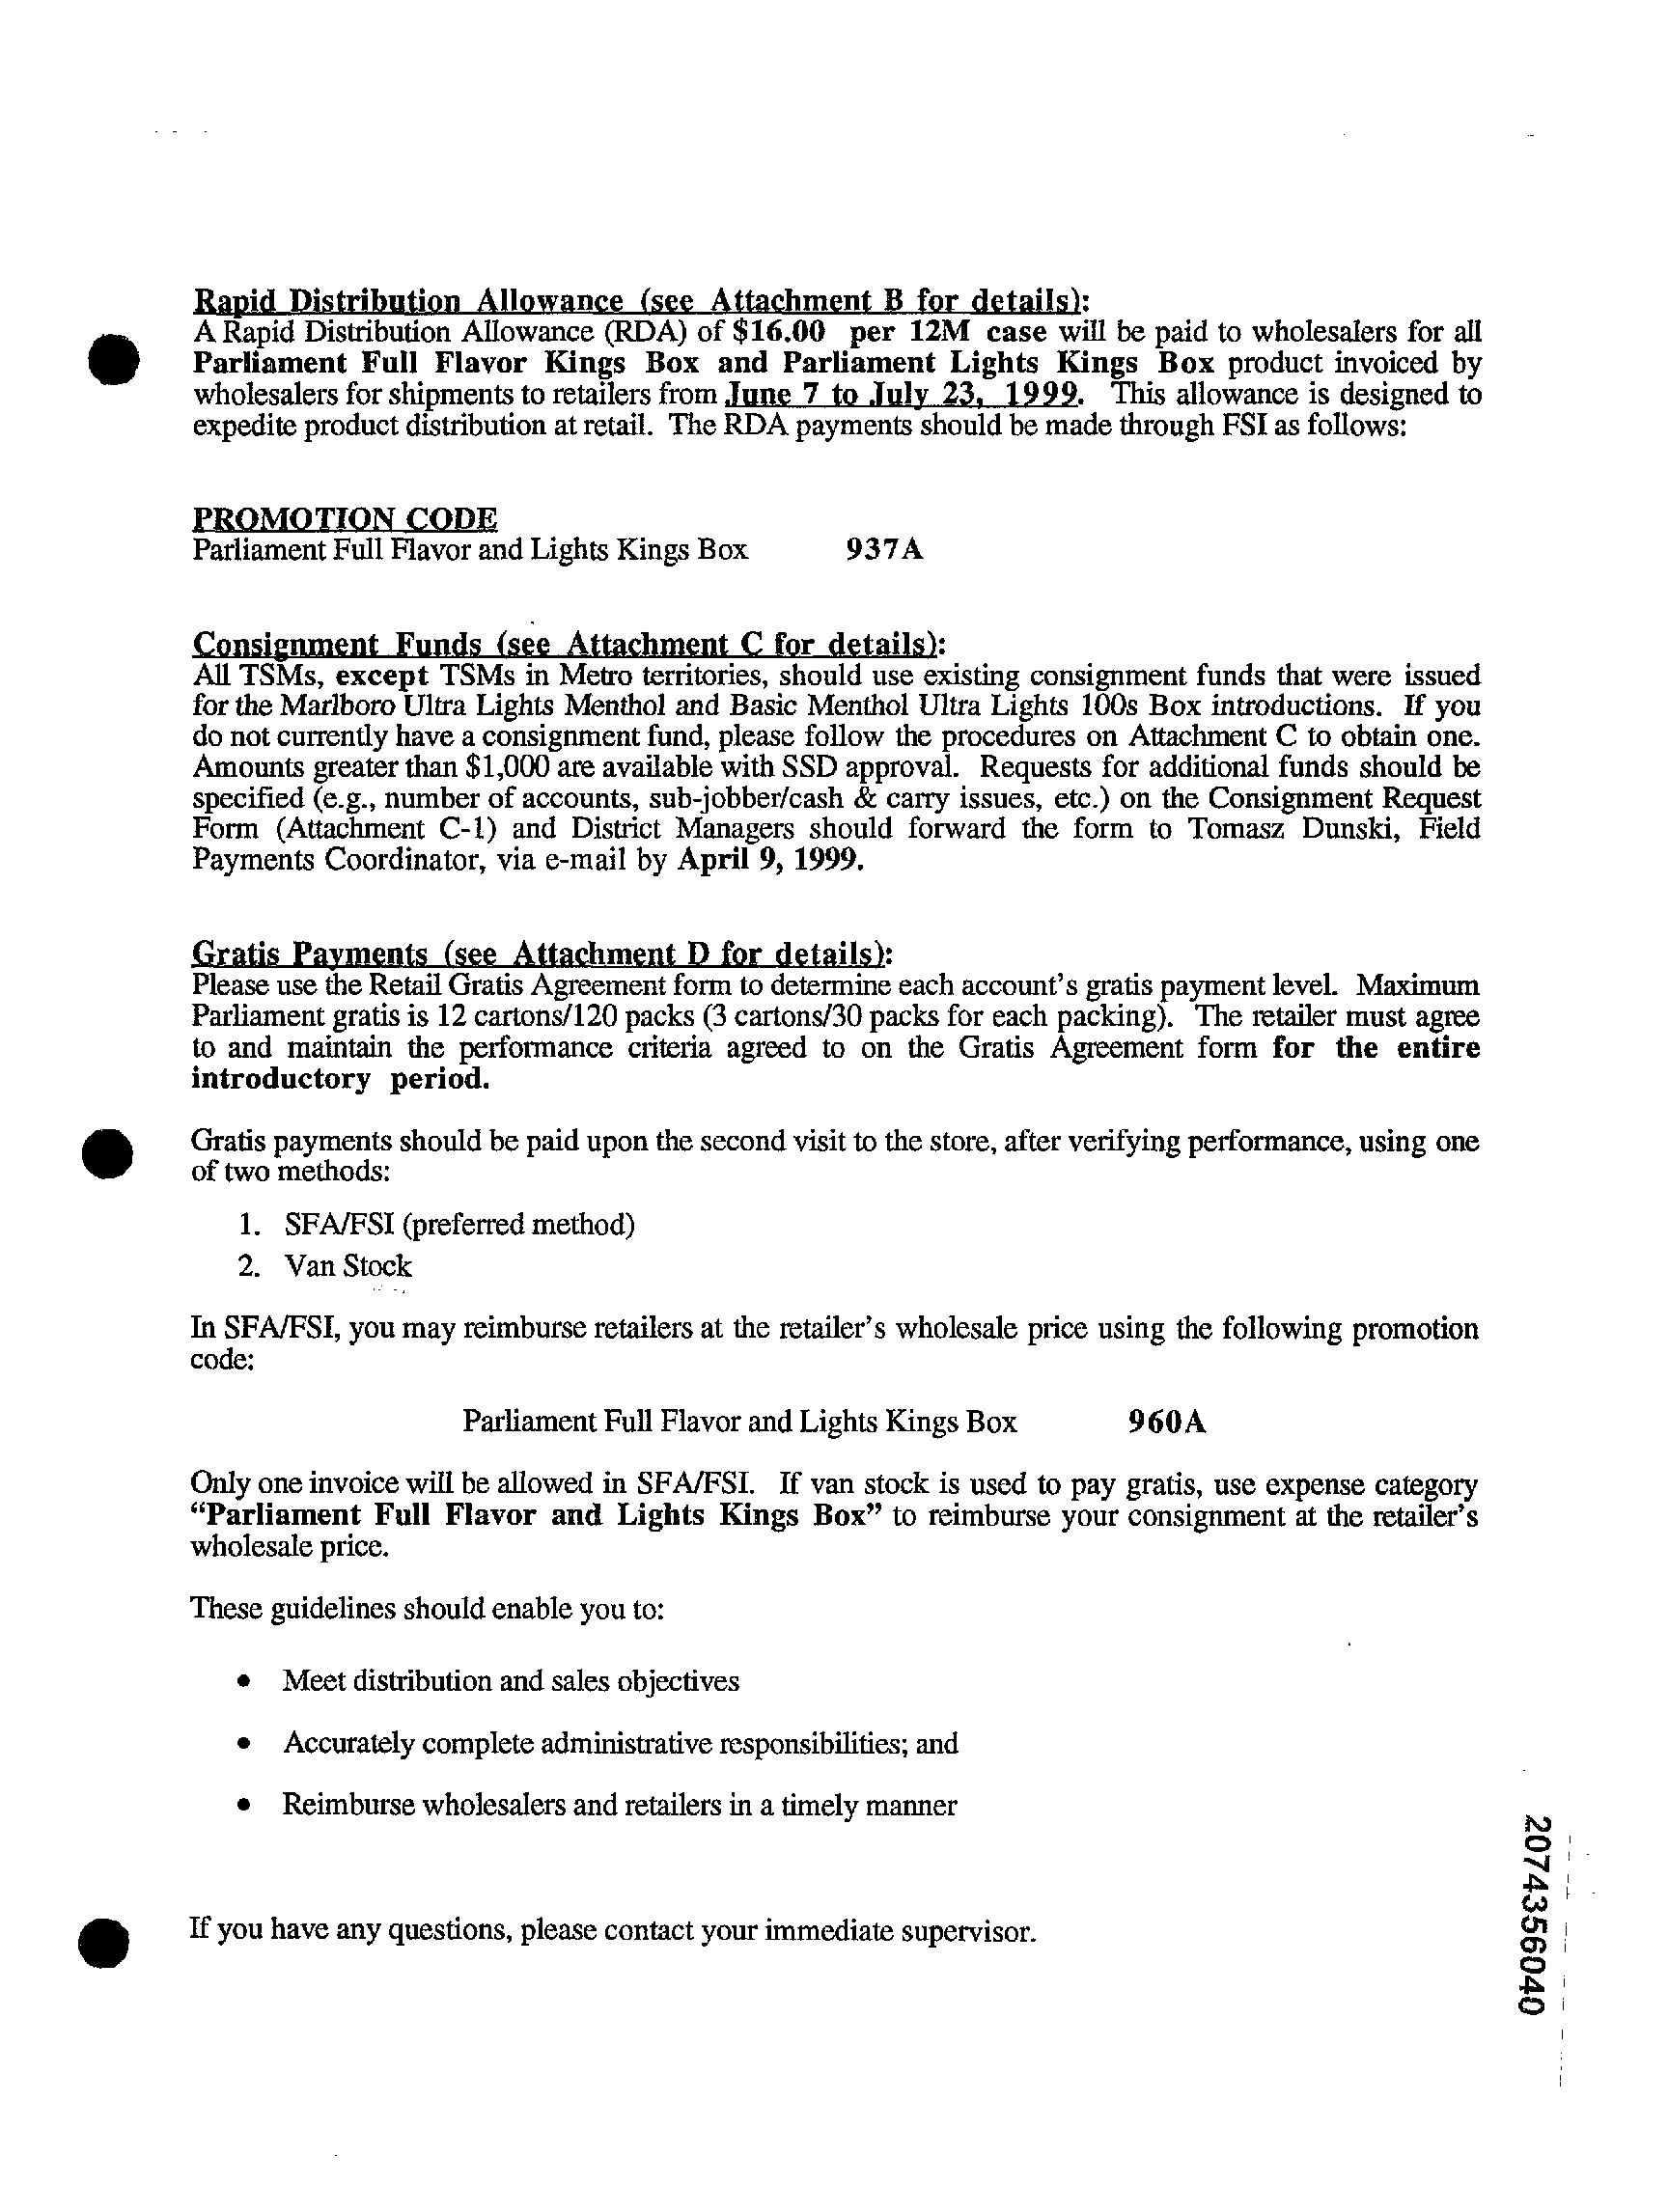 Rapid Distribution Allowance (see Attachment B for details):
A Rapid Distribution Allowance (RDA) of $16.00 per 12M case will be paid to wholesalers for all
Parliament Full Flavor Kings Box and Parliament Lights Kings Box product invoiced by
wholesalers for shipments to retailers from June 7 to July 23, 1999. This allowance is designed to
expedite product distribution at retail. The RDA payments should be made through FSI as follows:
PROMOTION CODE
Parliament Full Flavor and Lights Kings Box 937A
Consignment Funds (see Attachment C for details):
All TSMs, except TSMs in Metro territories, should use existing consignment funds that were issued
for the Marlboro Ultra Lights Menthol and Basic Menthol Ultra Lights 100s Box introductions. If you
do not currently have a consignment fund, please follow the procedures on Attachment C to obtain one.
Amounts greater than $1,000 are available with SSD approval. Requests for additional funds should be
specified (e.g., number of accounts, sub-jobber/cash & carry issues, etc.) on the Consignment Request
Form (Attachment C-1) and District Managers should forward the form to Tomasz Dunski, Field
Payments Coordinator, via e-mail by April 9, 1999.
Gratis Payments (see Attachment D for details):
Please use the Retail Gratis Agreement form to determine each account's gratis payment level. Maximum
Parliament gratis is 12 cartons/120 packs (3 cartons/30 packs for each packing). The retailer must agree
to and maintain the performance criteria agreed to on the Gratis Agreement form for the entire
introductory period.
Gratis payments should be paid upon the second visit to the store, after verifying performance, using one
of two methods:
1. SFA/FSI (preferred method)
2. Van Stock
In SFA/FSI, you may reimburse retailers at the retailer's wholesale price using the following promotion
code:
Parliament Full Flavor and Lights Kings Box 960A
Only one invoice will be allowed in SFA/FSI. If van stock is used to pay gratis, use expense category
“Parliament Full Flavor and Lights Kings Box” to reimburse your consignment at the retailer's
wholesale price.
These guidelines should enable you to:
• Meet distribution and sales objectives
• Accurately complete administrative responsibilities; and
• Reimburse wholesalers and retailers in a timely manner
If you have any questions, please contact your immediate supervisor.
2074356040